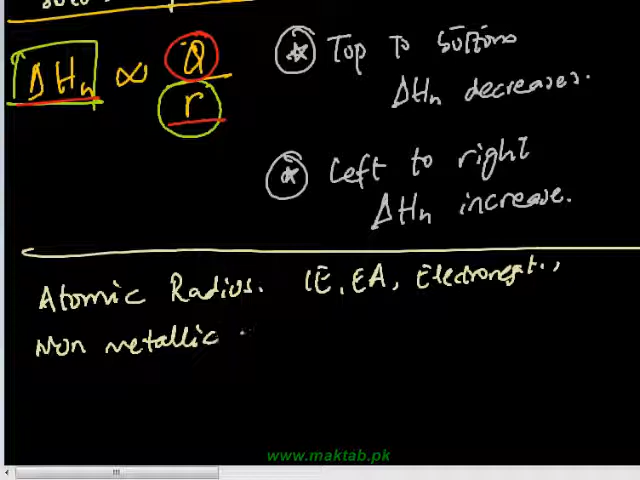 ΔHₙ ∝ Q/r
Top to bottom
ΔHₙ decreases.
Left to right
ΔHₙ increase.
Atomic Radius. IE, EA, Electronegt.,
Non metallic
www.maktab.pk